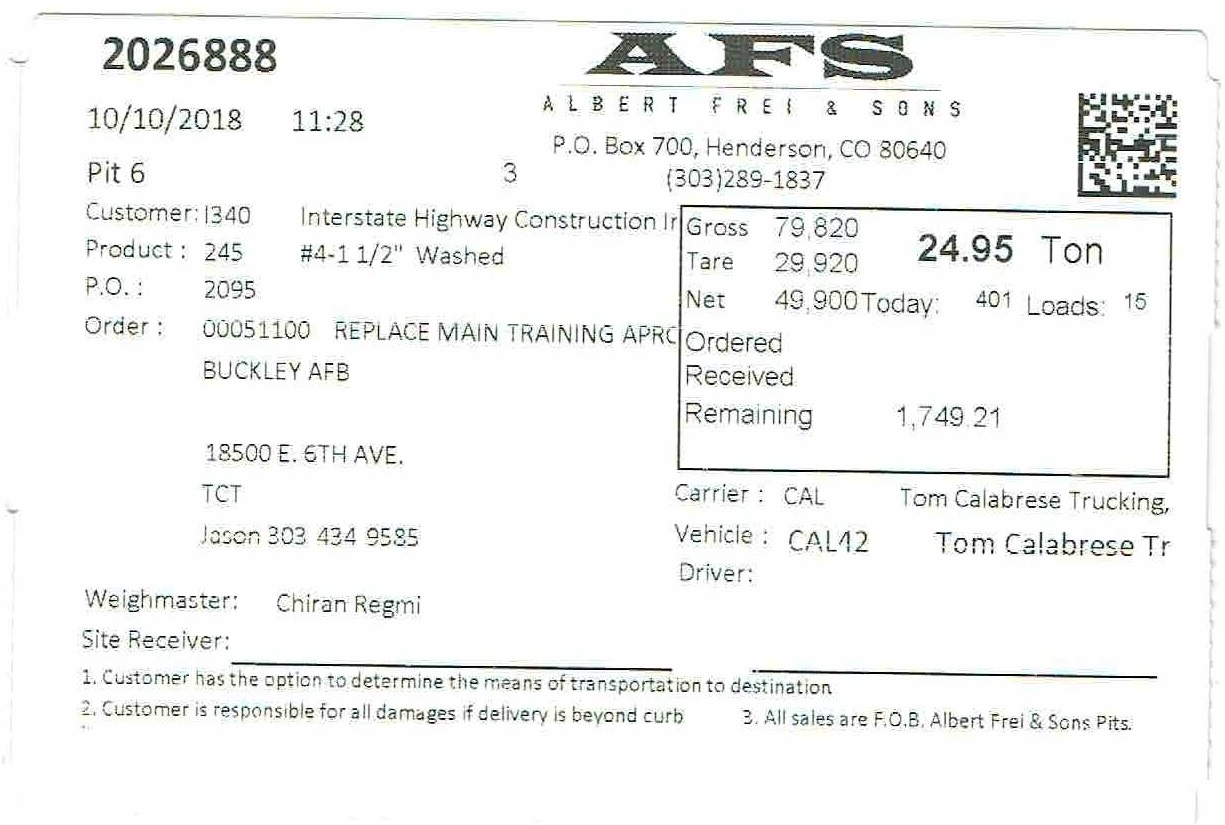 2026888
AFS
ALBERT FREI & SONS
10/10/2018 11:28
P.O. Box 700, Henderson, CO 80640
Pit 6 3 (303)289-1837
Customer: I340 Interstate Highway Construction Ir
Product : 245 #4-1 1/2" Washed
P.O. : 2095
Order : 00051100 REPLACE MAIN TRAINING APRO
BUCKLEY AFB
18500 E. 6TH AVE.
TCT
Jason 303 434 9585
Gross 79,820 24.95 Ton
Tare 29,920
Net 49,900 Today: 401 Loads: 15
Ordered
Received
Remaining 1,749.21
Carrier : CAL Tom Calabrese Trucking,
Vehicle : CAL42 Tom Calabrese Tr
Driver:
Weighmaster: Chiran Regmi
Site Receiver:
1. Customer has the option to determine the means of transportation to destination
2. Customer is responsible for all damages if delivery is beyond curb 3. All sales are F.O.B. Albert Frei & Sons Pits.